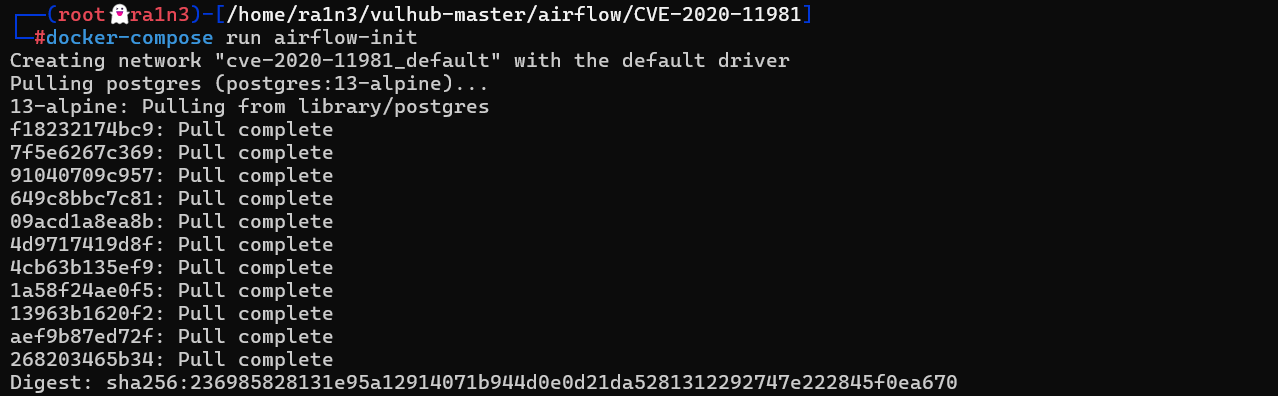 ┌──(root👻ra1n3)-[/home/ra1n3/vulhub-master/airflow/CVE-2020-11981]
└─#docker-compose run airflow-init
Creating network "cve-2020-11981_default" with the default driver
Pulling postgres (postgres:13-alpine)...
13-alpine: Pulling from library/postgres
f18232174bc9: Pull complete
7f5e6267c369: Pull complete
91040709c957: Pull complete
649c8bbc7c81: Pull complete
09acd1a8ea8b: Pull complete
4d9717419d8f: Pull complete
4cb63b135ef9: Pull complete
1a58f24ae0f5: Pull complete
13963b1620f2: Pull complete
aef9b87ed72f: Pull complete
268203465b34: Pull complete
Digest: sha256:236985828131e95a12914071b944d0e0d21da5281312292747e222845f0ea670